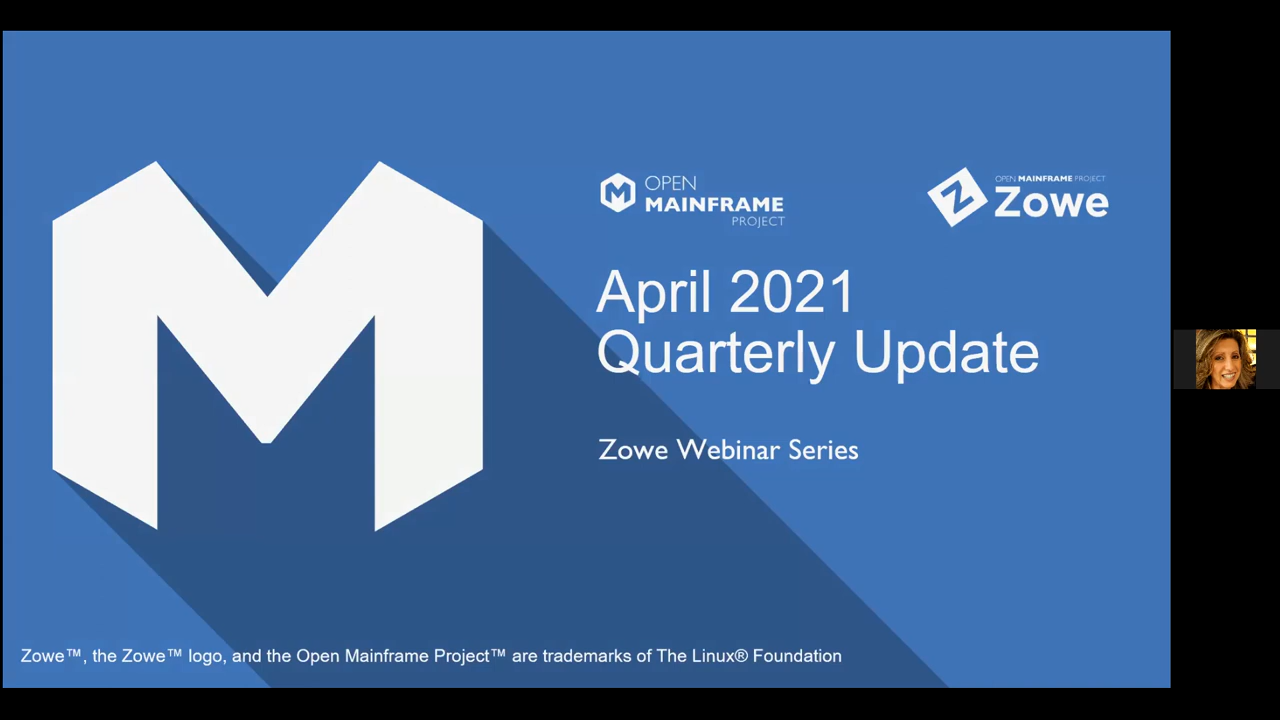 OPEN
MAINFRAME
PROJECT
OPEN MAINFRAME PROJECT
Zowe
April 2021
Quarterly Update
Zowe Webinar Series
Zowe™, the Zowe™ logo, and the Open Mainframe Project™ are trademarks of The Linux® Foundation